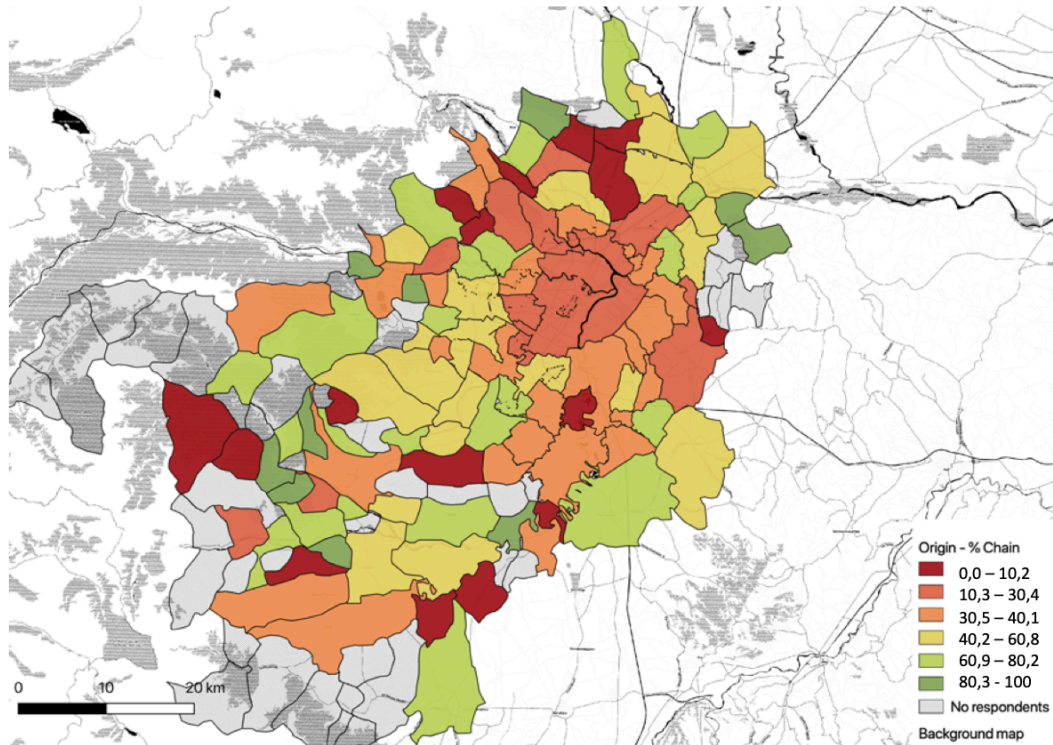 Origin - % Chain
0,0 – 10,2
10,3 – 30,4
30,5 – 40,1
40,2 – 60,8
60,9 – 80,2
80,3 - 100
No respondents
Background map
0 10 20 km